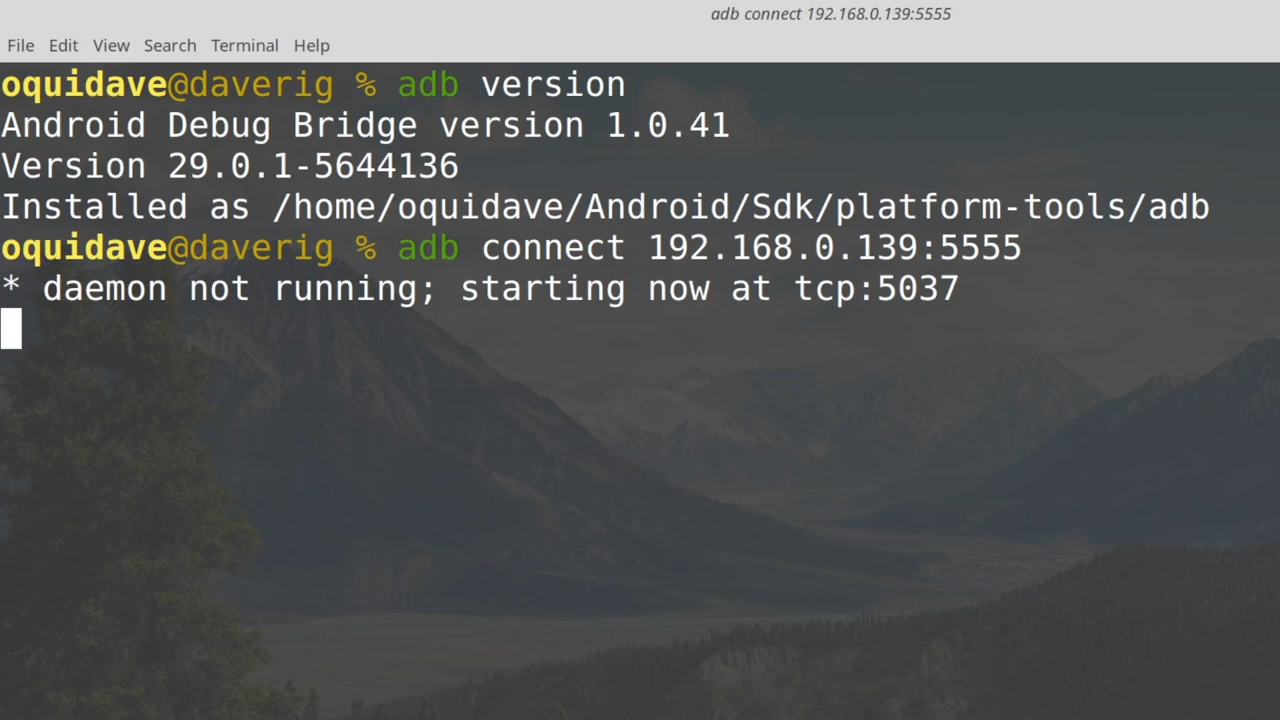 adb connect 192.168.0.139:5555
File Edit View Search Terminal Help
oquidave@daverig % adb version
Android Debug Bridge version 1.0.41
Version 29.0.1-5644136
Installed as /home/oquidave/Android/Sdk/platform-tools/adb
oquidave@daverig % adb connect 192.168.0.139:5555
* daemon not running; starting now at tcp:5037